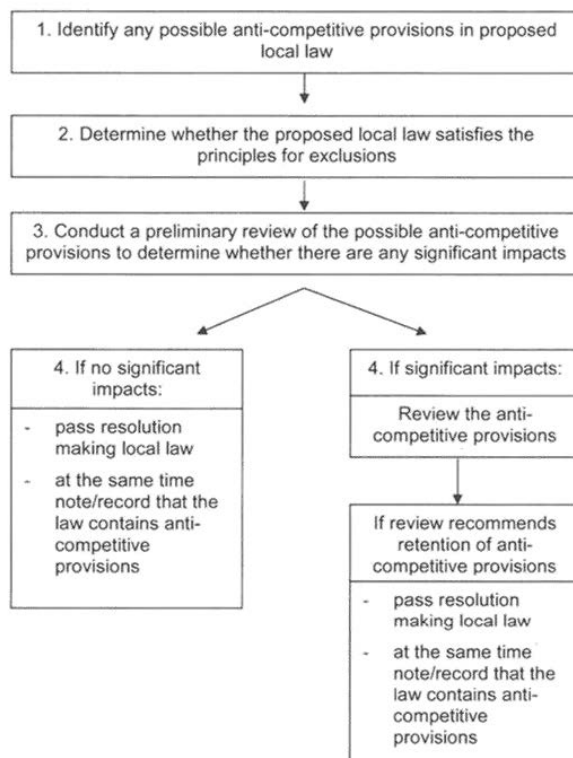 1. Identify any possible anti-competitive provisions in proposed
local law
2. Determine whether the proposed local law satisfies the
principles for exclusions
3. Conduct a preliminary review of the possible anti-competitive
provisions to determine whether there are any significant impacts
4. If no significant
impacts:
- pass resolution
making local law
- at the same time
note/record that the
law contains anti-
competitive
provisions
4. If significant impacts:
Review the anti-
competitive provisions
If review recommends
retention of anti-
competitive provisions
- pass resolution
making local law
- at the same time
note/record that the
law contains anti-
competitive
provisions